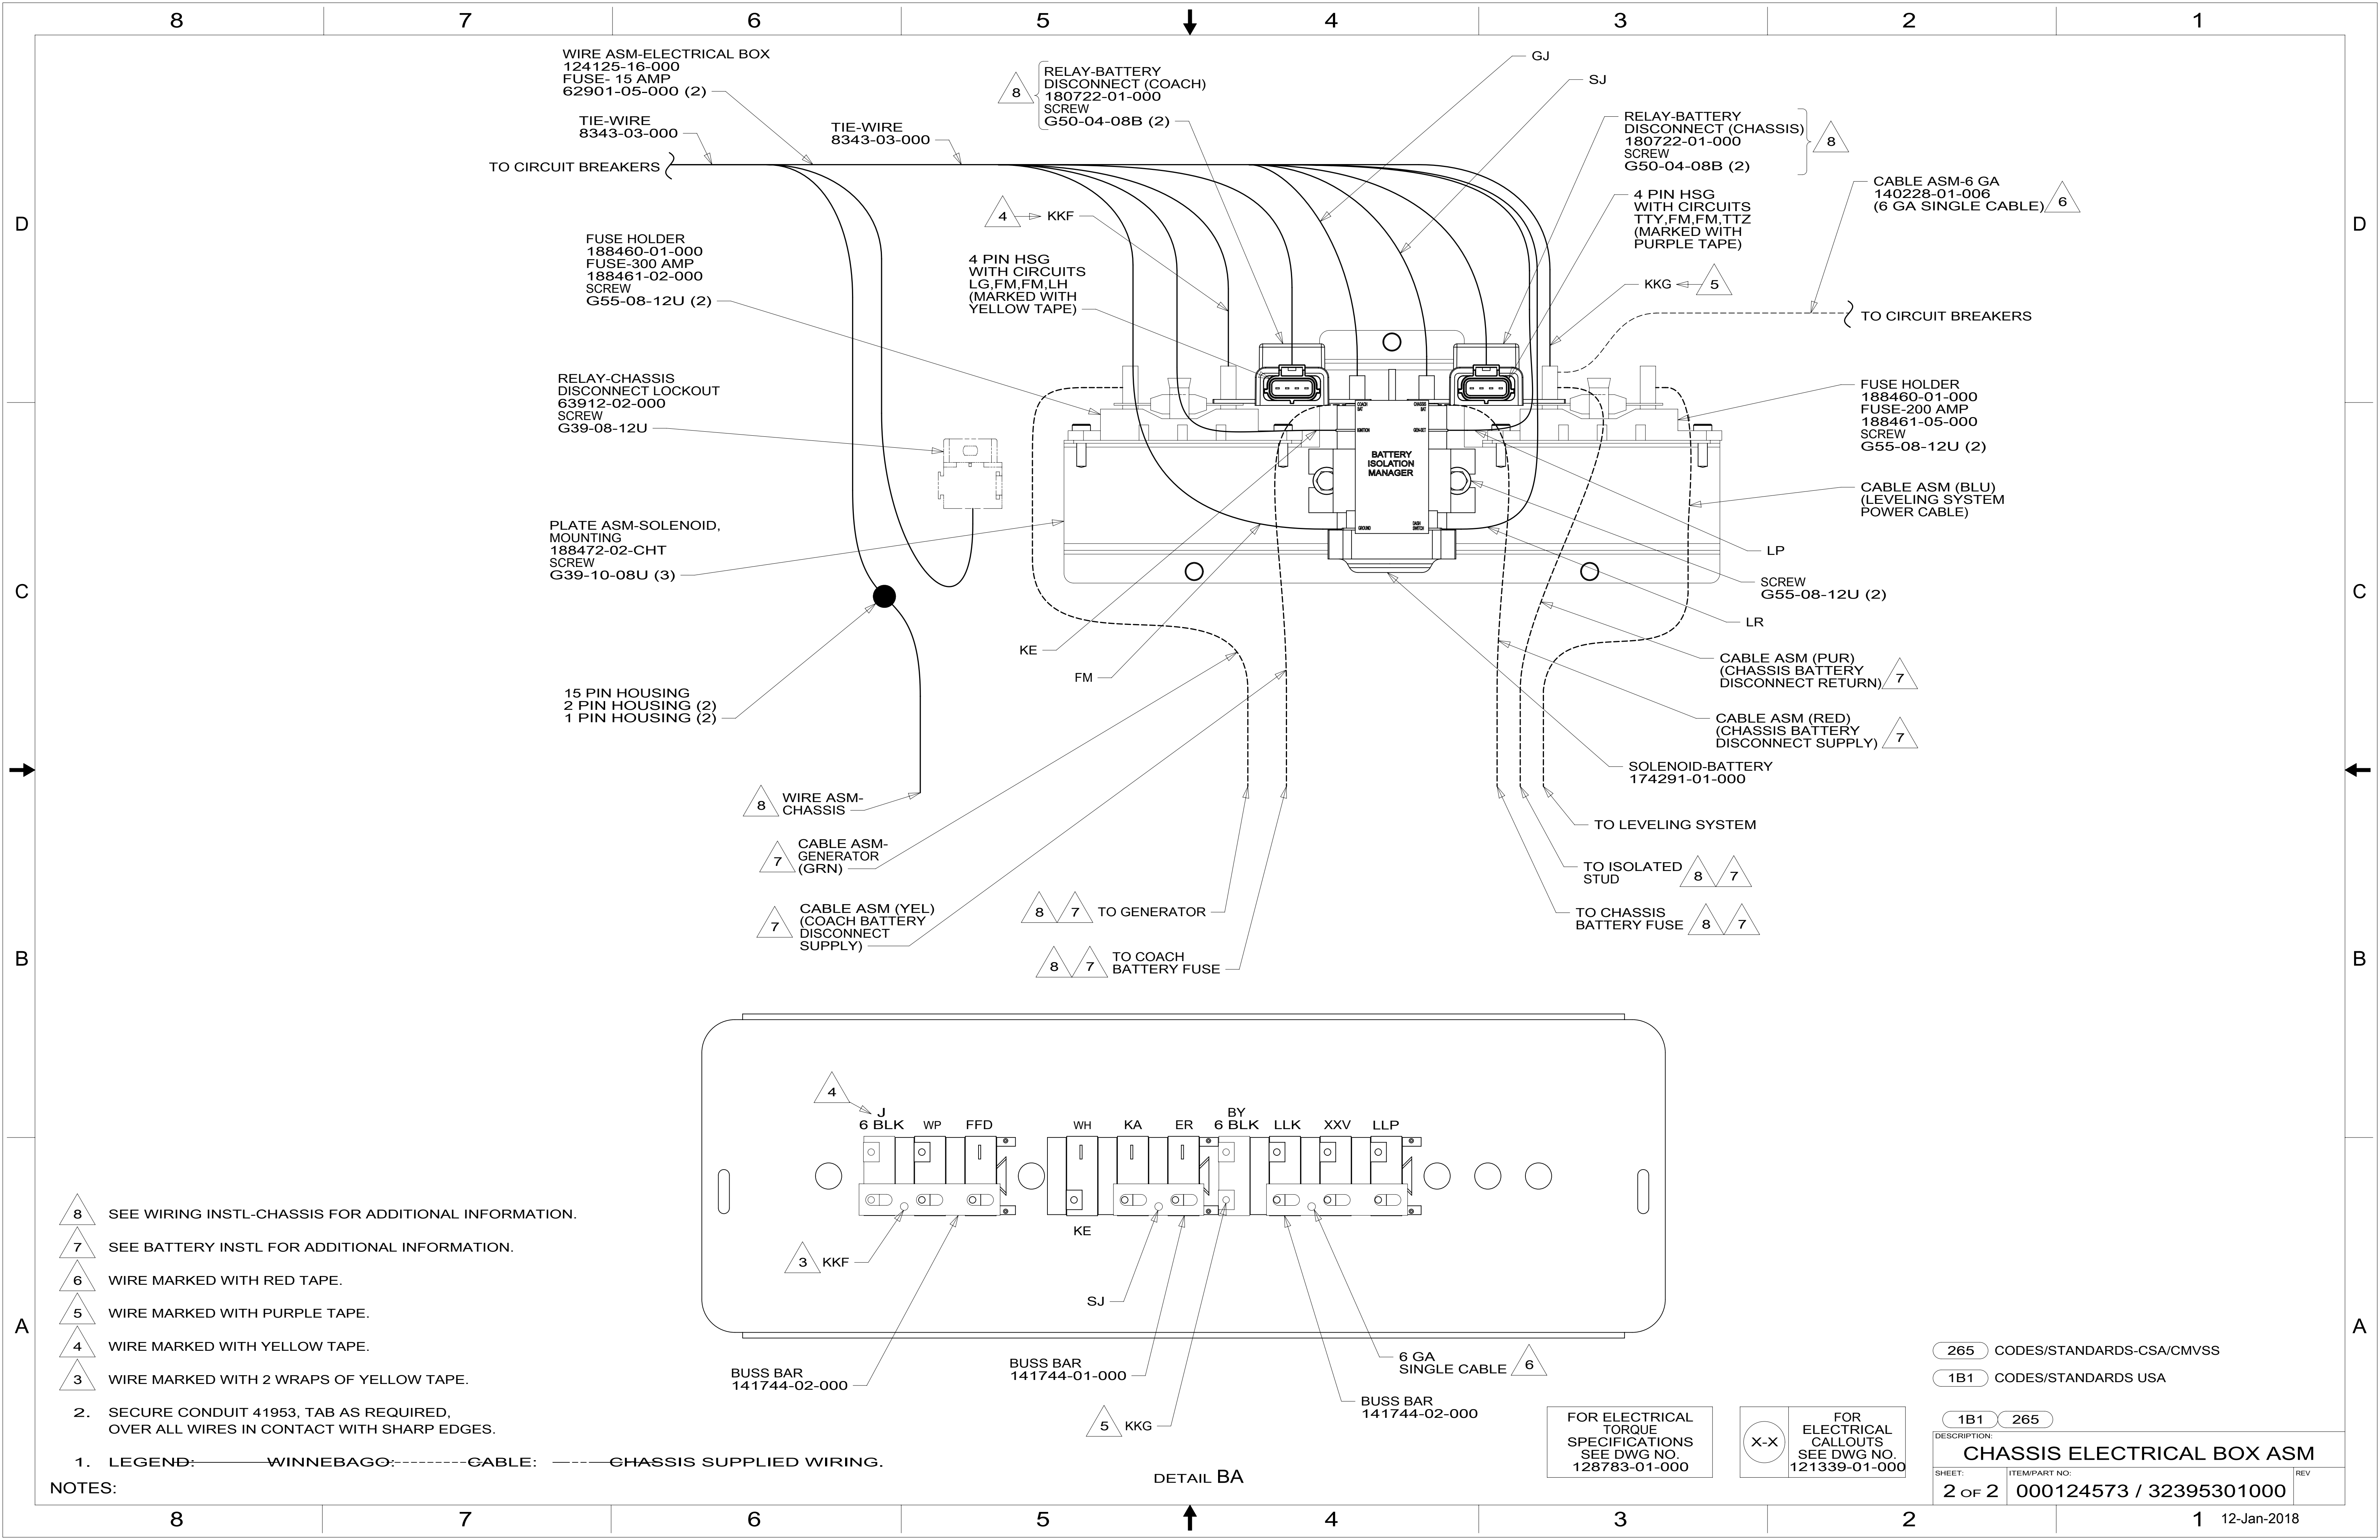 8 7 6 5 4 3 2 1
WIRE ASM-ELECTRICAL BOX
124125-16-000
FUSE- 15 AMP
62901-05-000 (2)
TIE-WIRE
8343-03-000
TIE-WIRE
8343-03-000
TO CIRCUIT BREAKERS
8
RELAY-BATTERY
DISCONNECT (COACH)
180722-01-000
SCREW
G50-04-08B (2)
GJ
SJ
RELAY-BATTERY
DISCONNECT (CHASSIS)
180722-01-000
SCREW
G50-04-08B (2)
8
CABLE ASM-6 GA
140228-01-006
(6 GA SINGLE CABLE)
6
D
D
4
KKF
4 PIN HSG
WITH CIRCUITS
TTY,FM,FM,TTZ
(MARKED WITH
PURPLE TAPE)
FUSE HOLDER
188460-01-000
FUSE-300 AMP
188461-02-000
SCREW
G55-08-12U (2)
4 PIN HSG
WITH CIRCUITS
LG,FM,FM,LH
(MARKED WITH
YELLOW TAPE)
KKG
5
TO CIRCUIT BREAKERS
RELAY-CHASSIS
DISCONNECT LOCKOUT
63912-02-000
SCREW
G39-08-12U
FUSE HOLDER
188460-01-000
FUSE-200 AMP
188461-05-000
SCREW
G55-08-12U (2)
COACH
BAT
CHASSIS
BAT
IGNITION
GEN-SET
BATTERY
ISOLATION
MANAGER
GROUND
DASH
SWITCH
CABLE ASM (BLU)
(LEVELING SYSTEM
POWER CABLE)
PLATE ASM-SOLENOID,
MOUNTING
188472-02-CHT
SCREW
G39-10-08U (3)
LP
SCREW
G55-08-12U (2)
C
C
LR
KE
FM
CABLE ASM (PUR)
(CHASSIS BATTERY
DISCONNECT RETURN)
7
15 PIN HOUSING
2 PIN HOUSING (2)
1 PIN HOUSING (2)
CABLE ASM (RED)
(CHASSIS BATTERY
DISCONNECT SUPPLY)
7
SOLENOID-BATTERY
174291-01-000
8
WIRE ASM-
CHASSIS
TO LEVELING SYSTEM
7
CABLE ASM-
GENERATOR
(GRN)
TO ISOLATED
STUD
8 7
7
CABLE ASM (YEL)
(COACH BATTERY
DISCONNECT
SUPPLY)
8 7 TO GENERATOR
TO CHASSIS
BATTERY FUSE
8 7
8 7
TO COACH
BATTERY FUSE
B
B
4
J
6 BLK WP FFD
WH KA ER
BY
6 BLK LLK XXV LLP
KE
3 KKF
SJ
BUSS BAR
141744-02-000
BUSS BAR
141744-01-000
6 GA
SINGLE CABLE
6
BUSS BAR
141744-02-000
5 KKG
DETAIL BA
A
A
8 SEE WIRING INSTL-CHASSIS FOR ADDITIONAL INFORMATION.
7 SEE BATTERY INSTL FOR ADDITIONAL INFORMATION.
6 WIRE MARKED WITH RED TAPE.
5 WIRE MARKED WITH PURPLE TAPE.
4 WIRE MARKED WITH YELLOW TAPE.
3 WIRE MARKED WITH 2 WRAPS OF YELLOW TAPE.
2. SECURE CONDUIT 41953, TAB AS REQUIRED,
OVER ALL WIRES IN CONTACT WITH SHARP EDGES.
1. LEGEND: WINNEBAGO: CABLE: CHASSIS SUPPLIED WIRING.
NOTES:
FOR ELECTRICAL
TORQUE
SPECIFICATIONS
SEE DWG NO.
128783-01-000
X-X
FOR
ELECTRICAL
CALLOUTS
SEE DWG NO.
121339-01-000
265 CODES/STANDARDS-CSA/CMVSS
1B1 CODES/STANDARDS USA
1B1 265
DESCRIPTION:
CHASSIS ELECTRICAL BOX ASM
SHEET:
2 OF 2
ITEM/PART NO:
000124573 / 32395301000
REV
8 7 6 5 4 3 2 1
12-Jan-2018